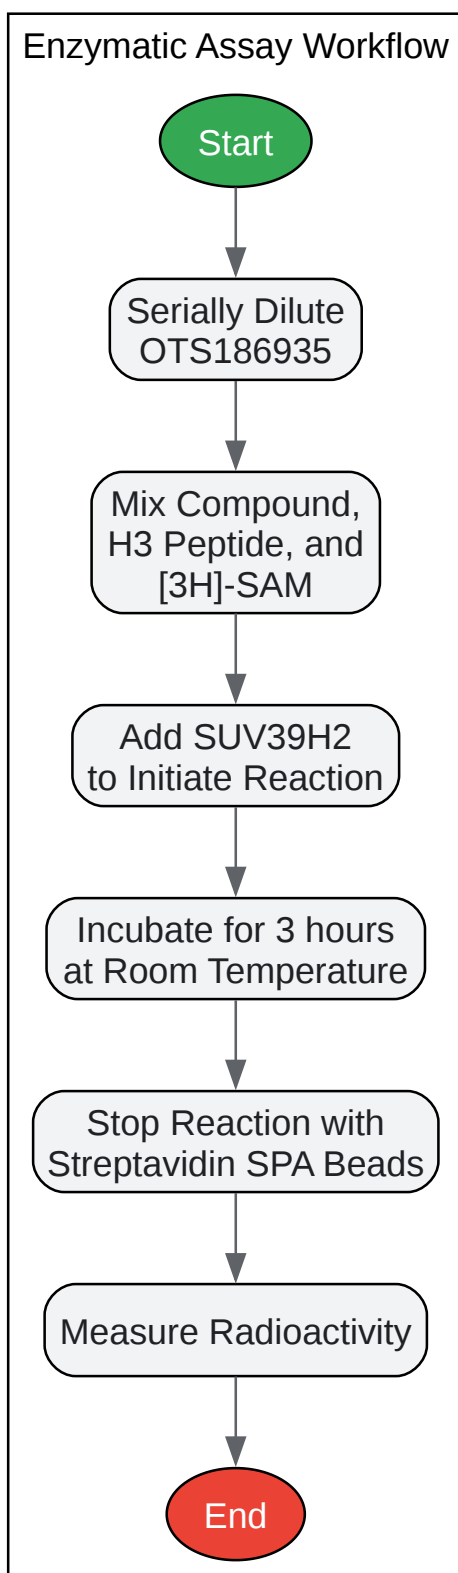 Enzymatic Assay Workflow
Start
Serially Dilute
OTS186935
Mix Compound,
H3 Peptide, and
[3H]-SAM
Add SUV39H2
to Initiate Reaction
Incubate for 3 hours
at Room Temperature
Stop Reaction with
Streptavidin SPA Beads
Measure Radioactivity
End